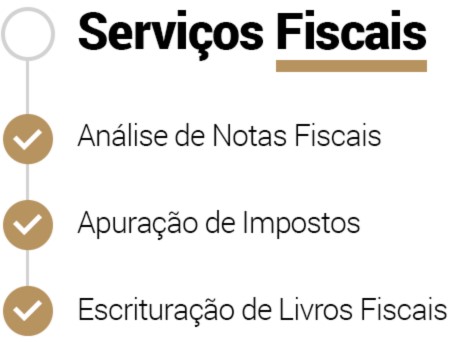 Serviços Fiscais
Análise de Notas Fiscais
Apuração de Impostos
Escrituração de Livros Fiscais